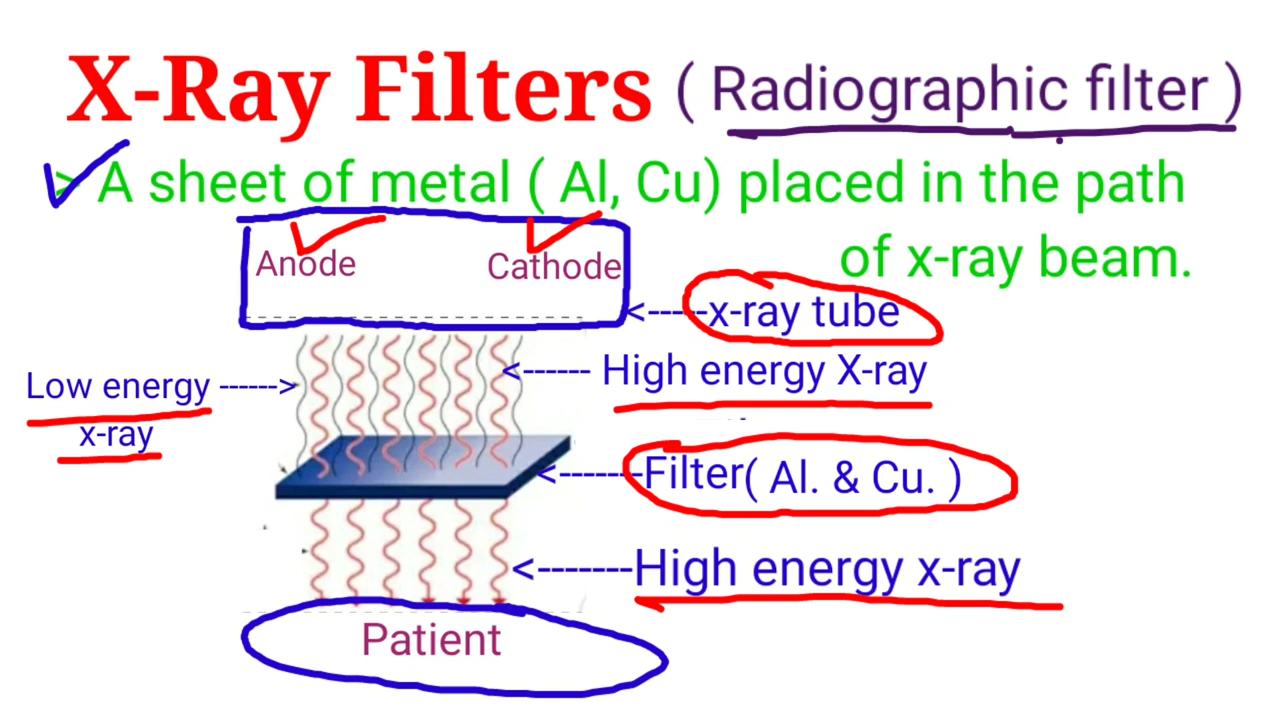 X-Ray Filters ( Radiographic filter )
> A sheet of metal ( Al, Cu) placed in the path
of x-ray beam.
Anode Cathode
<-----x-ray tube
<------ High energy X-ray
Low energy ------>
x-ray
<-------Filter( Al. & Cu. )
<-------High energy x-ray
Patient